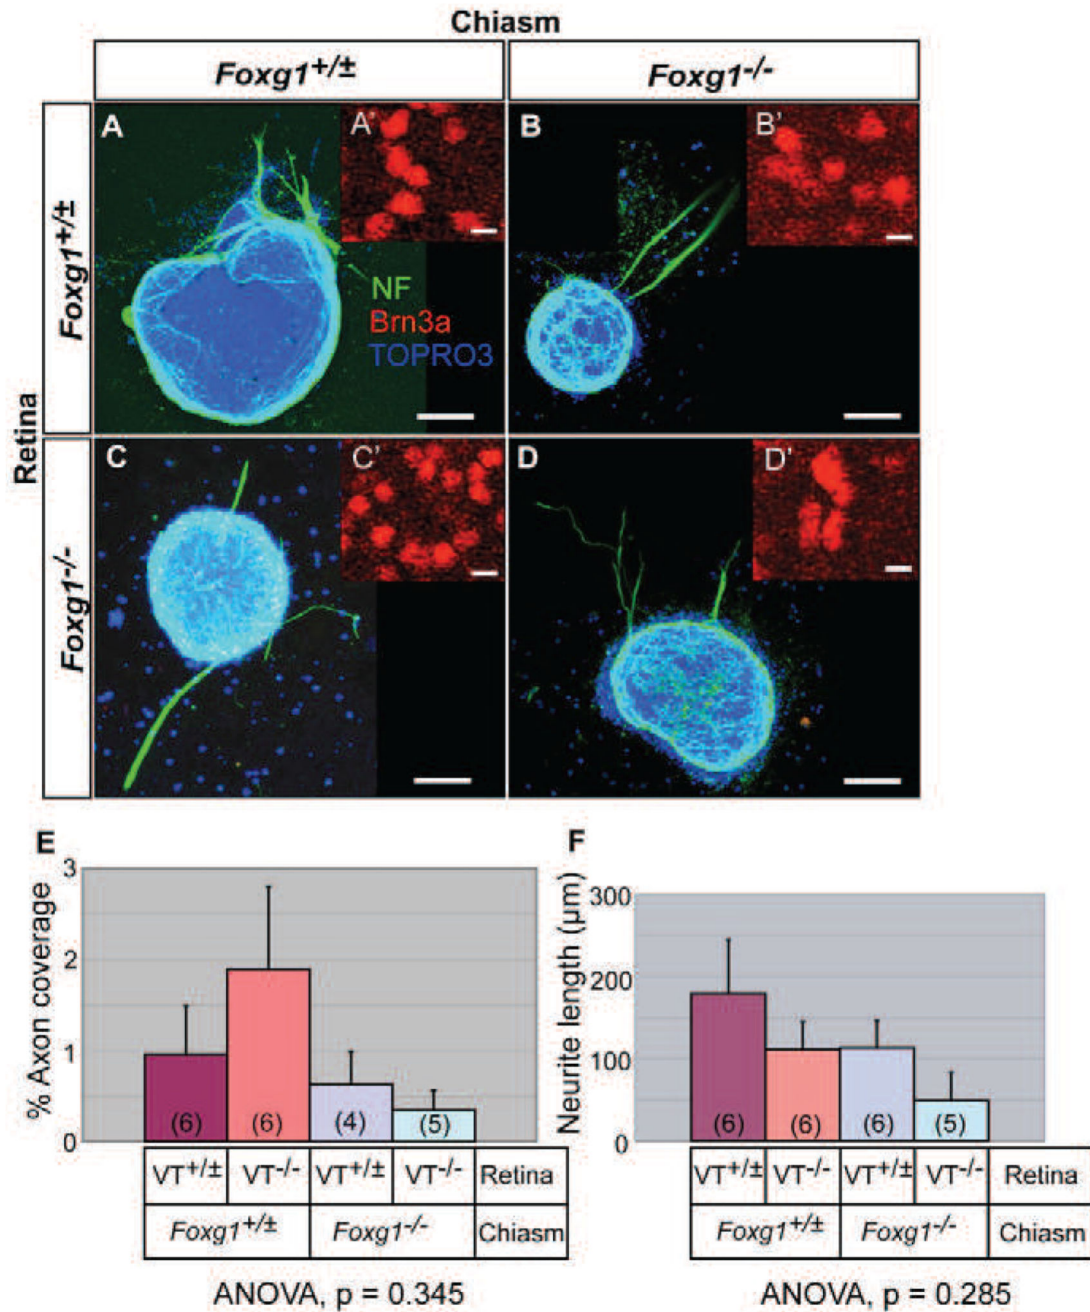 Chiasm
Foxg1+/± Foxg1-/-
Retina
Foxg1+/±
Foxg1-/-
A A' B B'
NF
Brn3a
TOPRO3
C C' D D'
E
% Axon coverage
3
2
1
0
(6) (6) (4) (5)
VT+/± VT-/- VT+/± VT-/- Retina
Foxg1+/± Foxg1-/- Chiasm
ANOVA, p = 0.345
F
Neurite length (µm)
300
200
100
0
(6) (6) (6) (5)
VT+/± VT-/- VT+/± VT-/- Retina
Foxg1+/± Foxg1-/- Chiasm
ANOVA, p = 0.285